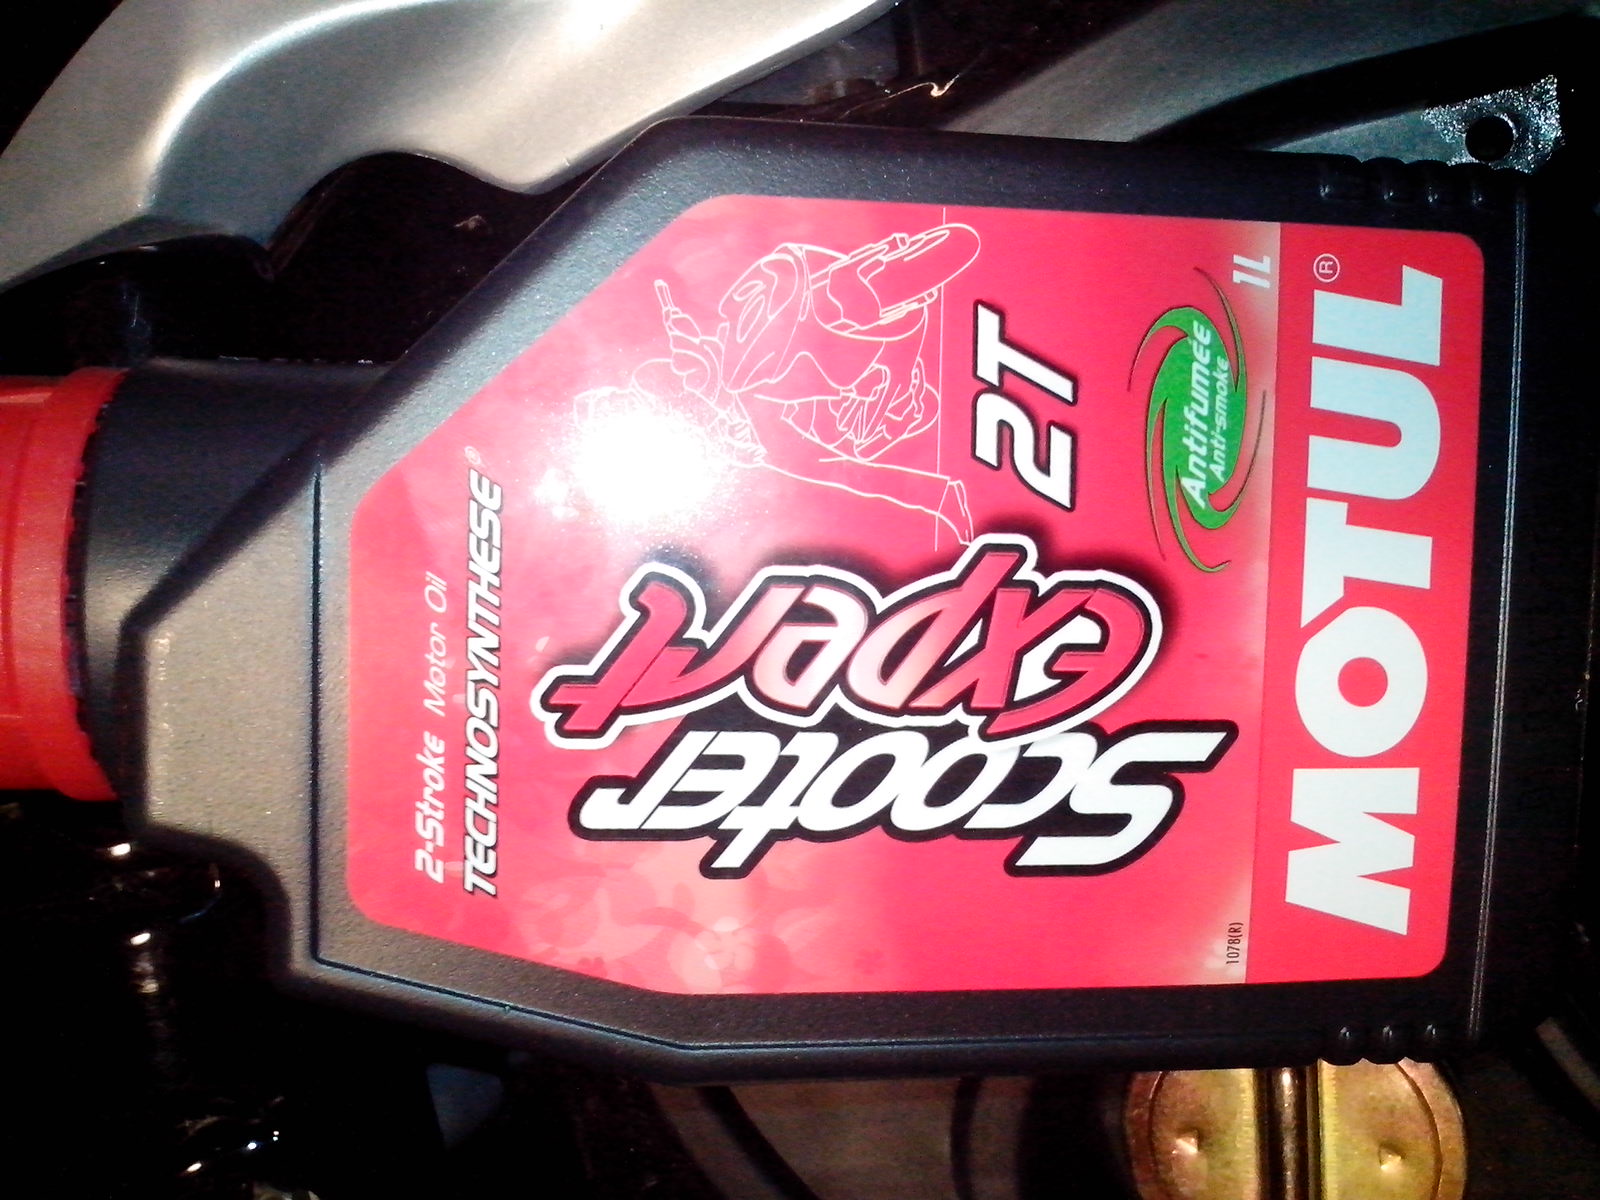 2-Stroke Motor Oil
TECHNOSYNTHESE®
Scooter
Expert
2T
Antifumée
Anti-smoke
1078(R)
1L
MOTUL®